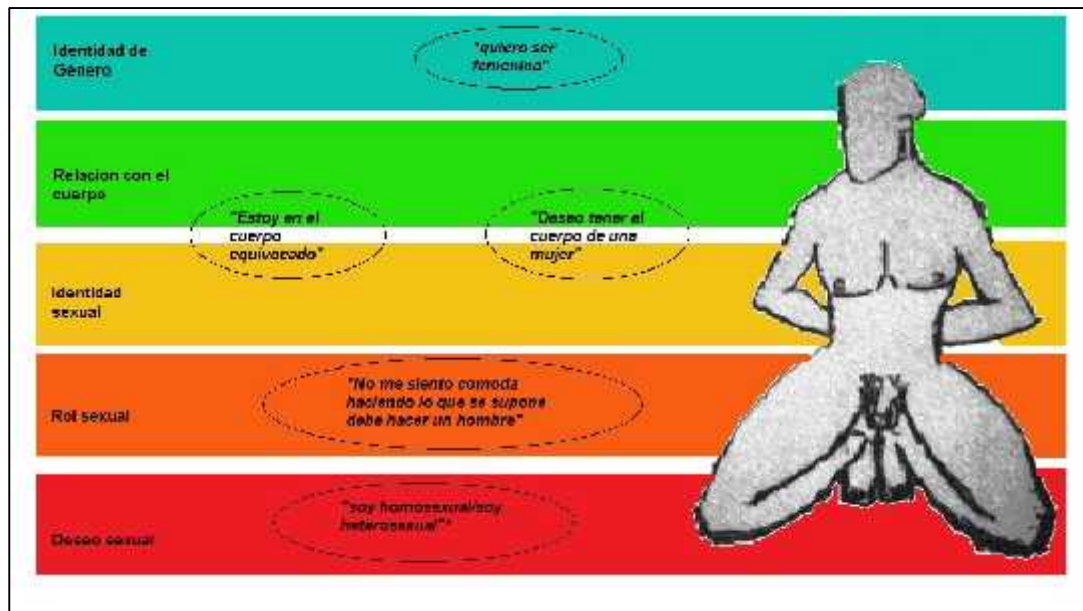 Identidad de
Género
"quiero ser
femenina"
Relacion con el
cuerpo
"Estoy en el
cuerpo
equivocado"
"Deseo tener el
cuerpo de una
mujer"
Identidad
sexual
Rol sexual
"No me siento comoda
haciendo lo que se supone
debe hacer un hombre"
Deseo sexual
"soy homosexual/soy
heterosexual"*